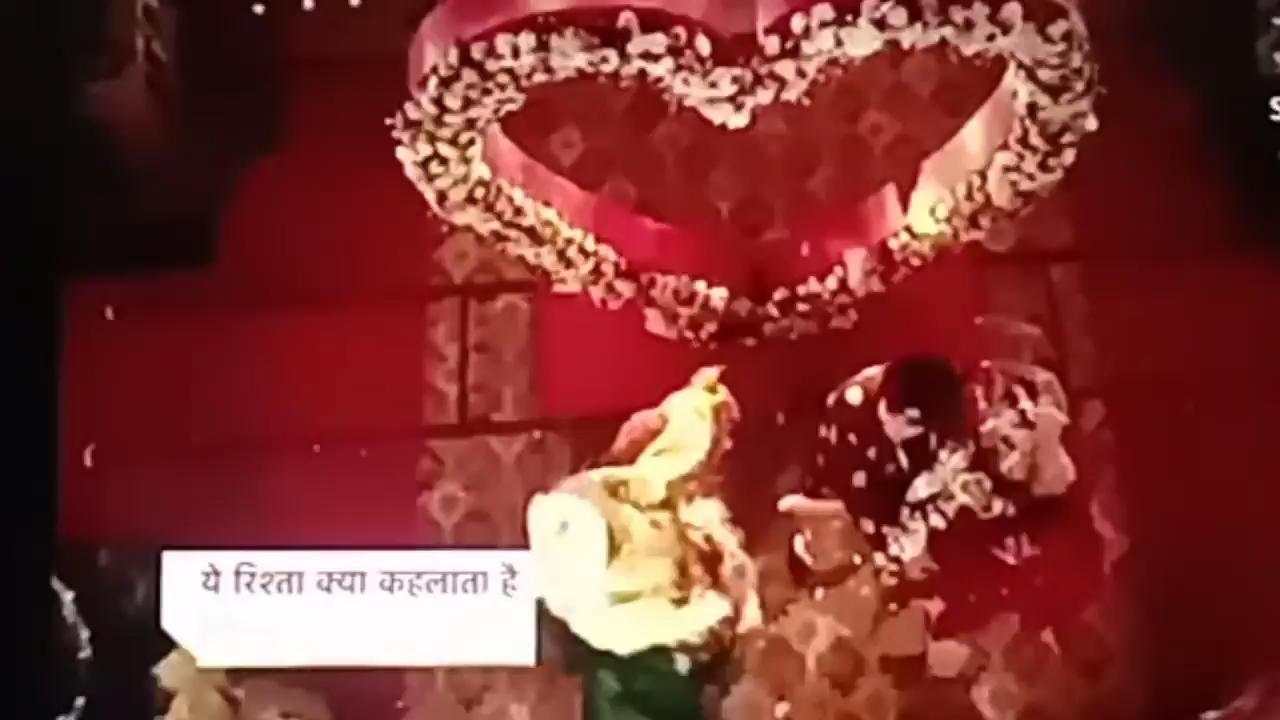 ये रिश्ता क्या कहलाता है